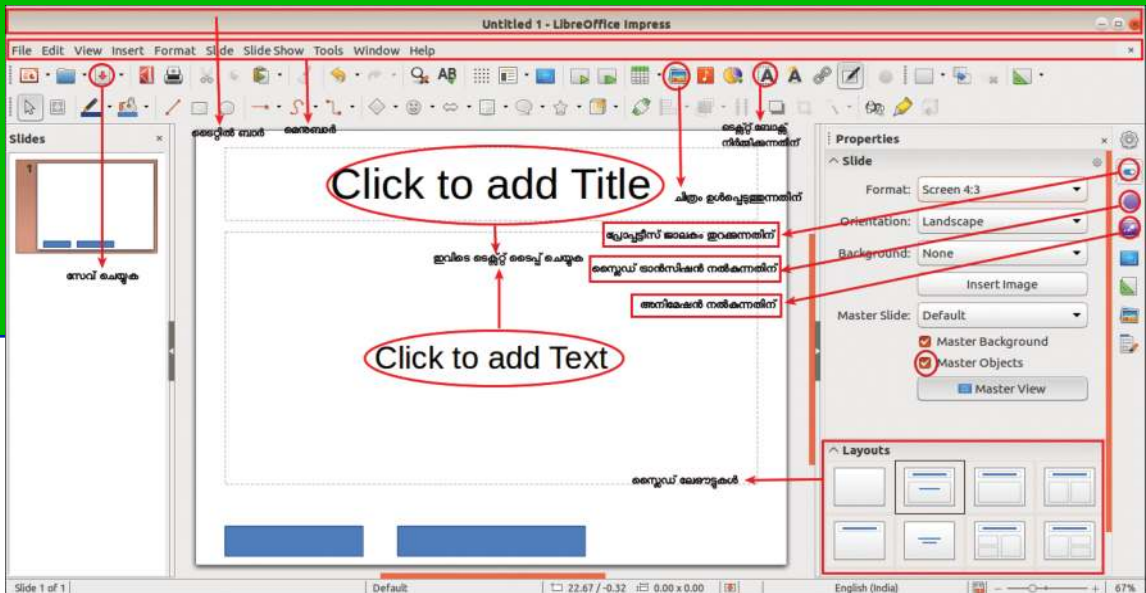 Untitled 1 - LibreOffice Impress
File Edit View Insert Format Slide Slide Show Tools Window Help
Slides
1
സേവ് ചെയ്യുക
ടൈറ്റിൽ ബാർ
മെനുബാർ
ടെക്സ്റ്റ് ബോക്സ്
നിർമ്മിക്കുന്നതിന്
Click to add Title
ചിത്രം ഉൾപ്പെടുത്തുന്നതിന്
പ്രോപ്പർട്ടീസ് ജാലകം തുറക്കുന്നതിന്
ഇവിടെ ടെക്സ്റ്റ് ടൈപ്പ് ചെയ്യുക
സ്ലൈഡ് ട്രാൻസിഷൻ നൽകുന്നതിന്
അനിമേഷൻ നൽകുന്നതിന്
Click to add Text
സ്ലൈഡ് ലേഔട്ടുകൾ
Properties
Slide
Format: Screen 4:3
Orientation: Landscape
Background: None
Insert Image
Master Slide: Default
Master Background
Master Objects
Master View
Layouts
Slide 1 of 1
Default
22.67 / -0.32
0.00 x 0.00
English (India)
67%